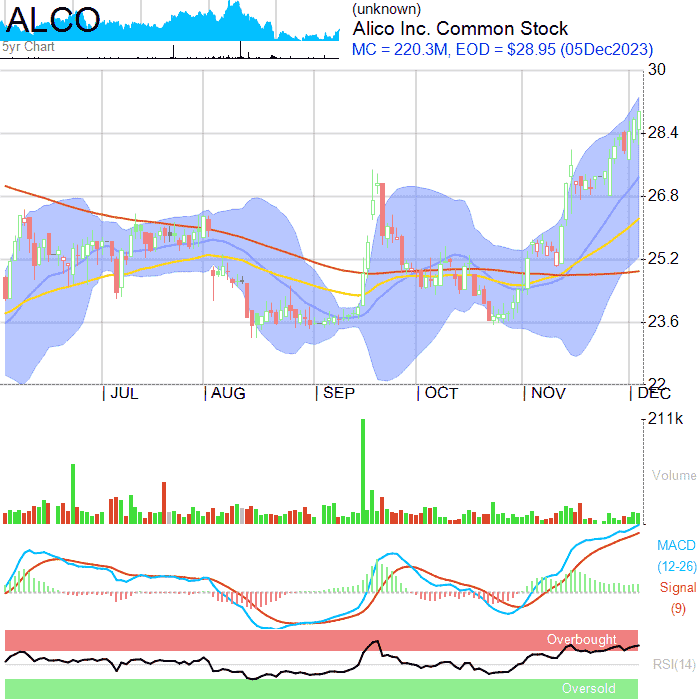 ALCO
5yr Chart
(unknown)
Alico Inc. Common Stock
MC = 220.3M, EOD = $28.95 (05Dec2023)
30
28.4
26.8
25.2
23.6
22
JUL AUG SEP OCT NOV DEC
211k
Volume
MACD
(12-26)
Signal
(9)
Overbought
RSI(14)
Oversold